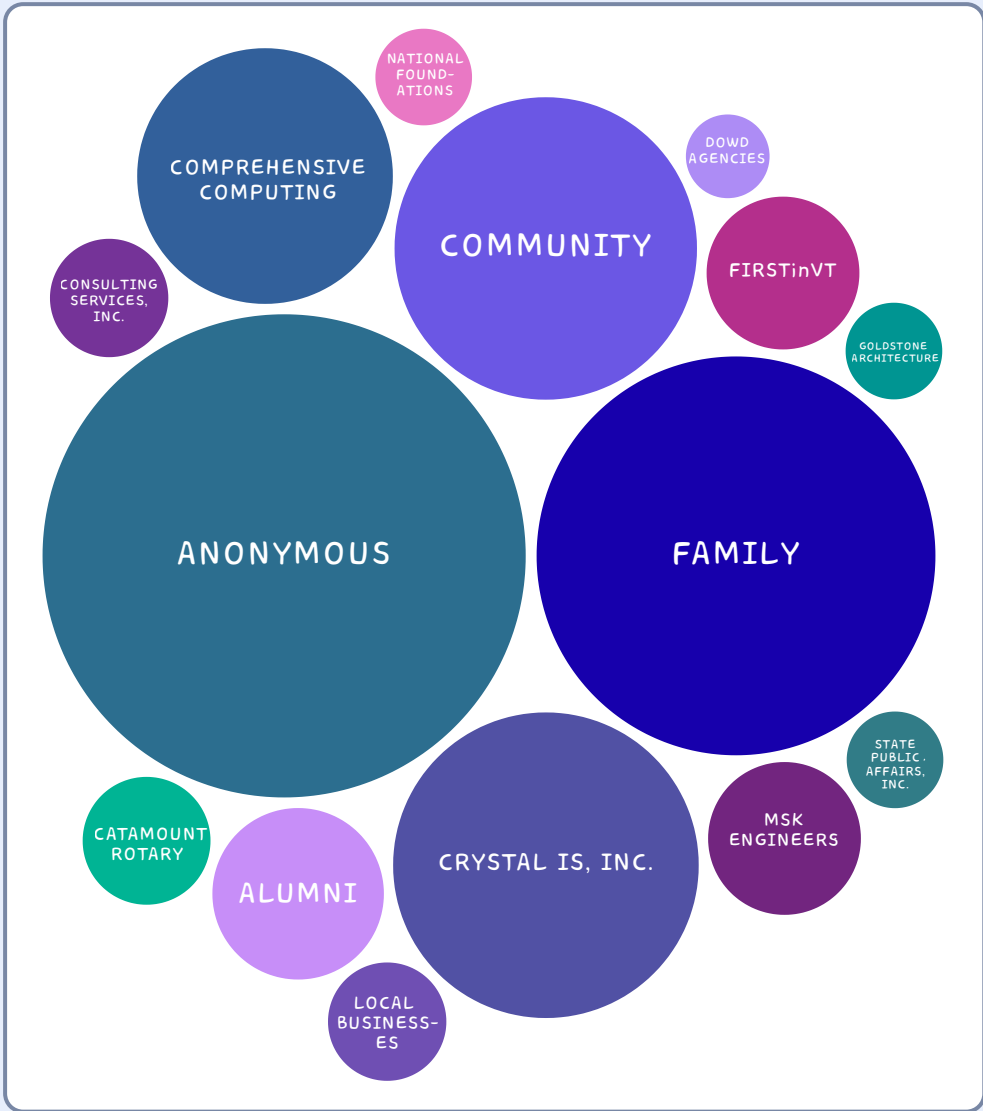 NATIONAL
FOUND-
ATIONS
COMPREHENSIVE
COMPUTING
COMMUNITY
DOWD
AGENCIES
FIRSTinVT
CONSULTING
SERVICES,
INC.
GOLDSTONE
ARCHITECTURE
ANONYMOUS
FAMILY
STATE
PUBLIC
AFFAIRS,
INC.
MSK
ENGINEERS
CATAMOUNT
ROTARY
CRYSTAL IS, INC.
ALUMNI
LOCAL
BUSINESS-
ES